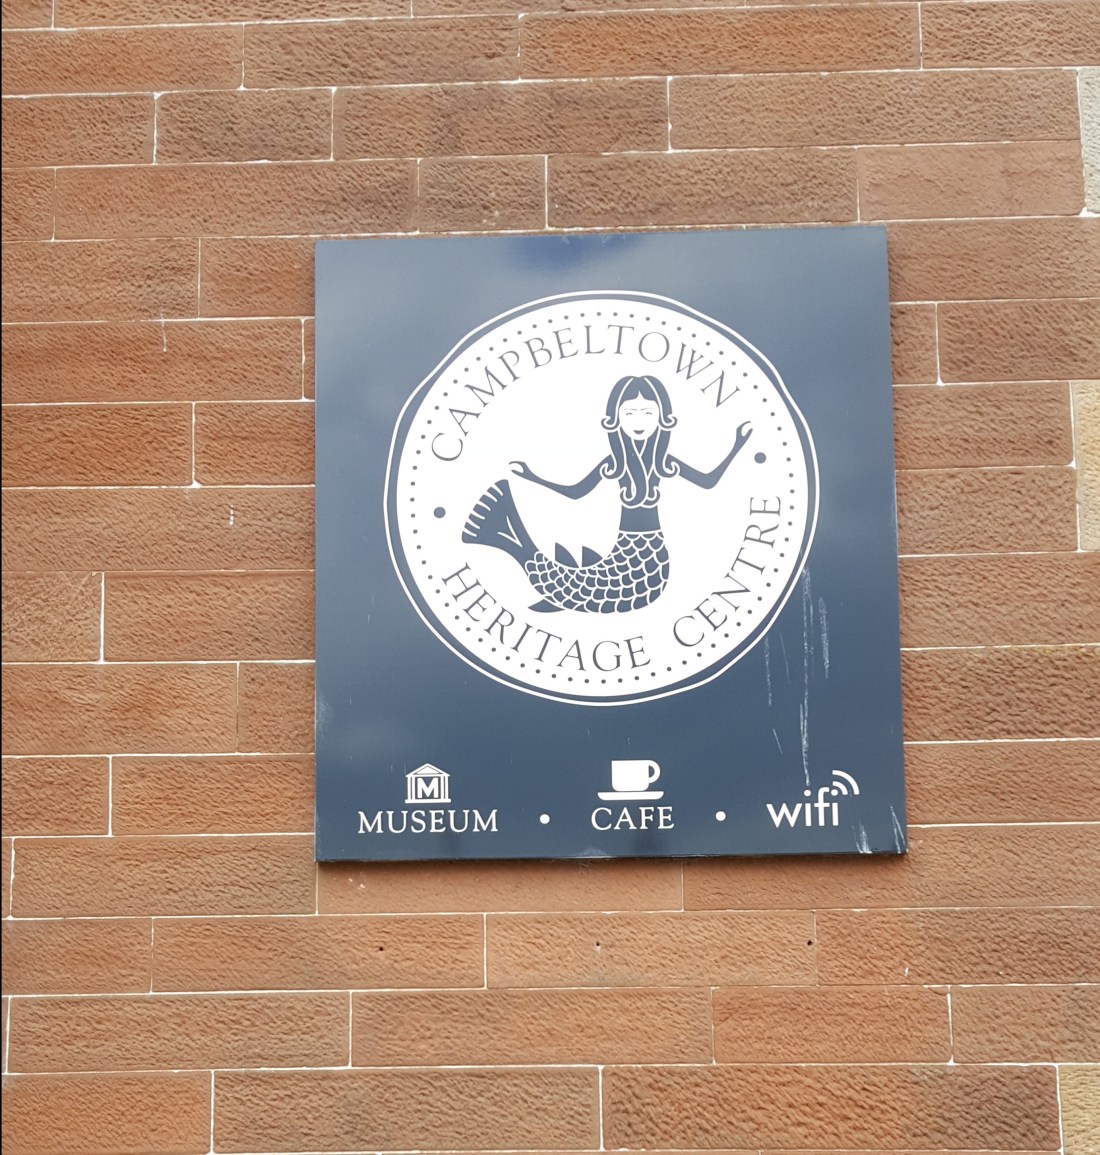 CAMPBELTOWN
HERITAGE CENTRE
M
MUSEUM • CAFE • wifi